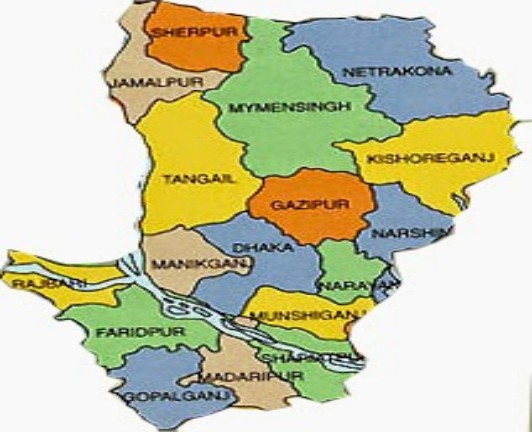 SHERPUR
JAMALPUR
NETRAKONA
MYMENSINGH
KISHOREGANJ
TANGAIL
GAZIPUR
NARSHIN
DHAKA
MANIKGANJ
RAJBARI
NARAYAN
MUNSHIGANJ
FARIDPUR
SHARIATPUR
MADARIPUR
GOPALGANJ